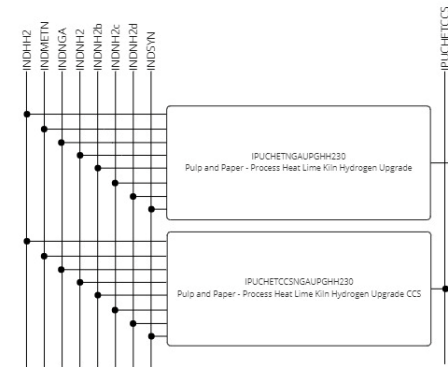 INDHH2
INDMETN
INDNGA
INDNH2
INDNH2b
INDNH2c
INDNH2d
INDSYN
IPUCHETCCS
IPUCHETNGAUPGHH230
Pulp and Paper - Process Heat Lime Kiln Hydrogen Upgrade
IPUCHETCCSNGAUPGHH230
Pulp and Paper - Process Heat Lime Kiln Hydrogen Upgrade CCS